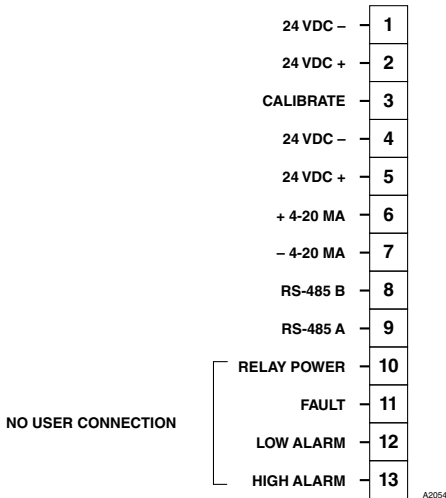 24 VDC – 1
24 VDC + 2
CALIBRATE 3
24 VDC – 4
24 VDC + 5
+ 4-20 MA 6
– 4-20 MA 7
RS-485 B 8
RS-485 A 9
RELAY POWER 10
FAULT 11
NO USER CONNECTION
LOW ALARM 12
HIGH ALARM 13
A2054